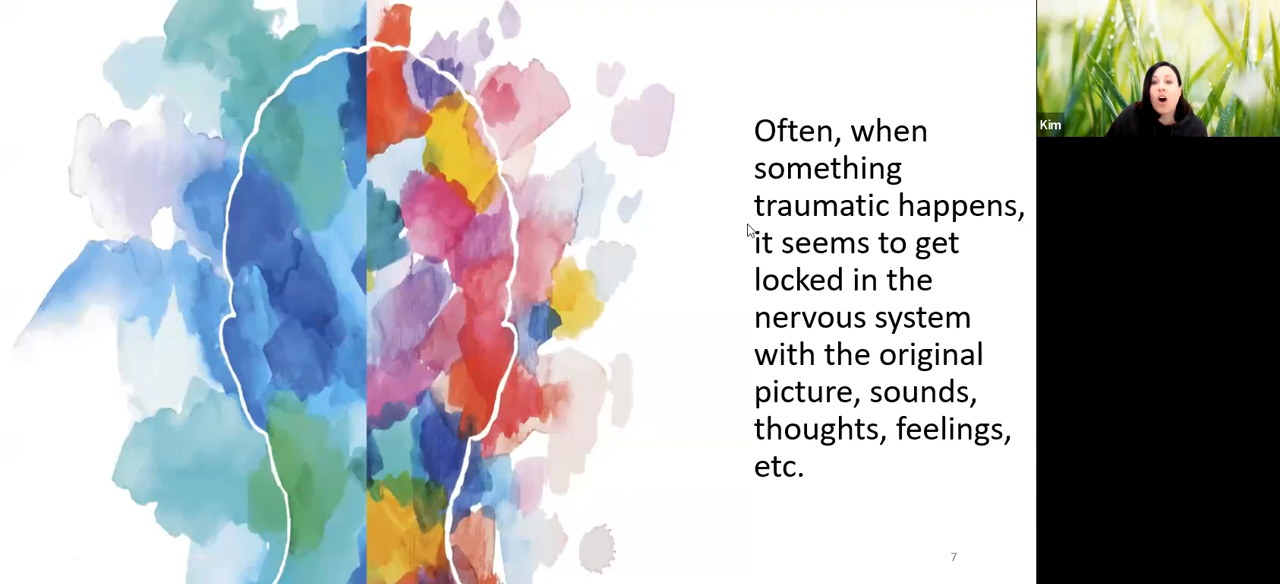 Often, when
something
traumatic happens,
it seems to get
locked in the
nervous system
with the original
picture, sounds,
thoughts, feelings,
etc.
7
Kim